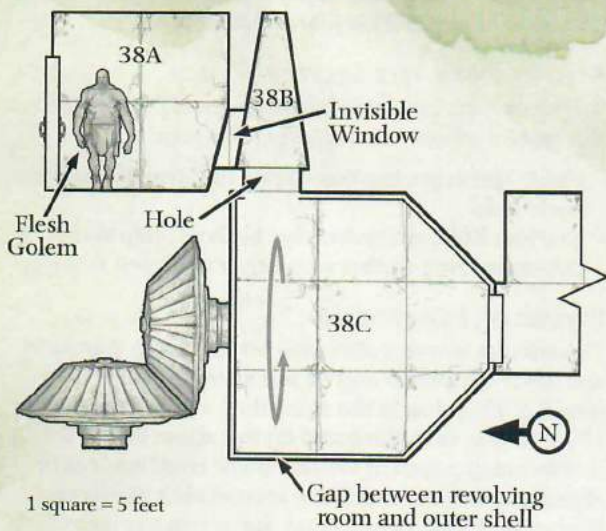 38A
38B
Invisible
Window
Flesh
Golem
Hole
38C
N
1 square = 5 feet
Gap between revolving
room and outer shell